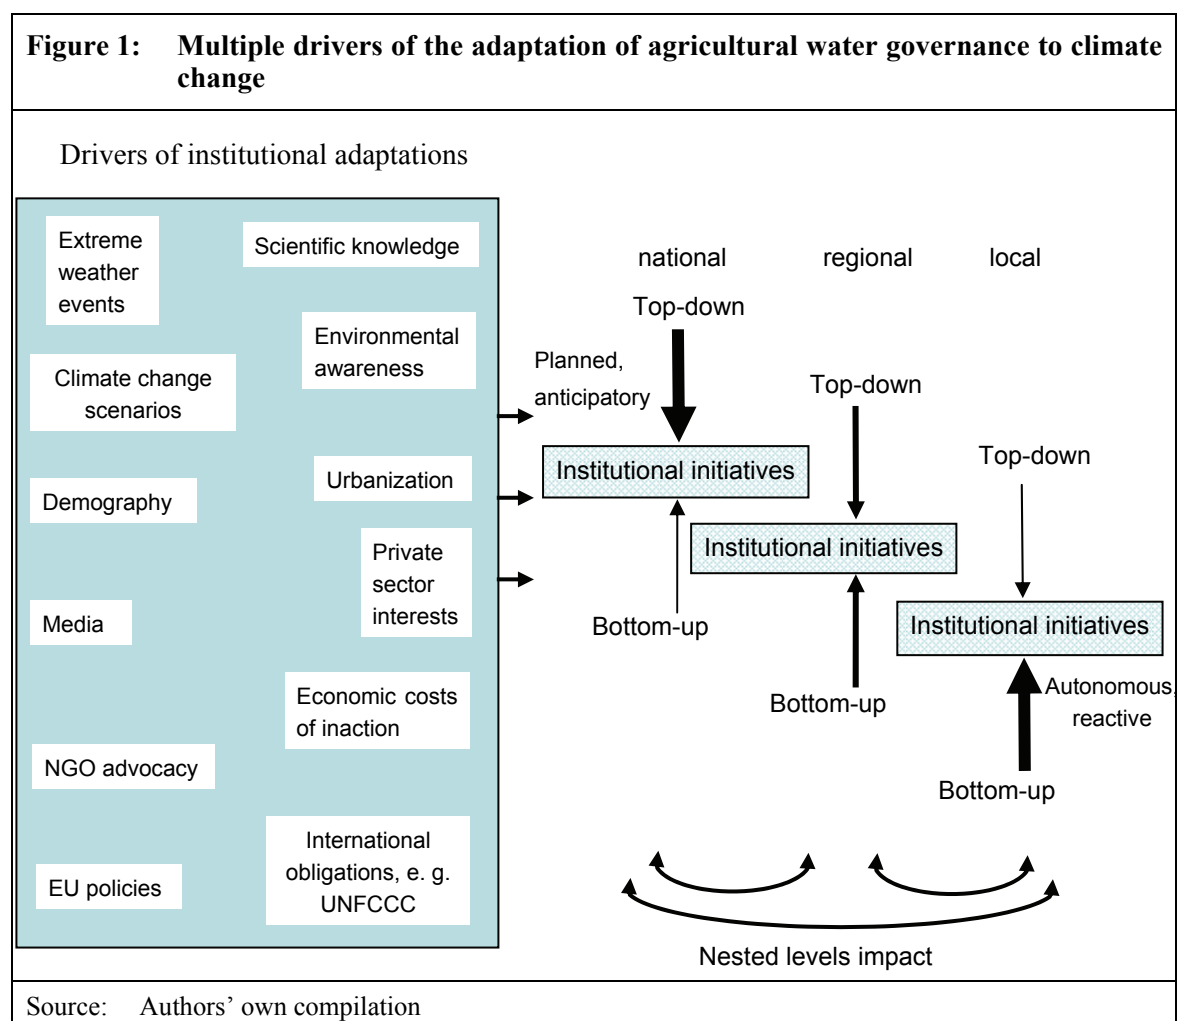 Figure 1: Multiple drivers of the adaptation of agricultural water governance to climate
change
Drivers of institutional adaptations
Extreme
weather
events
Scientific knowledge
Environmental
awareness
Climate change
scenarios
Urbanization
Demography
Private
sector
interests
Media
Economic costs
of inaction
NGO advocacy
International
obligations, e. g.
UNFCCC
EU policies
national regional local
Top-down
Planned,
anticipatory
Institutional initiatives
Bottom-up
Top-down
Institutional initiatives
Bottom-up
Top-down
Institutional initiatives
Autonomous,
reactive
Bottom-up
Nested levels impact
Source: Authors’ own compilation